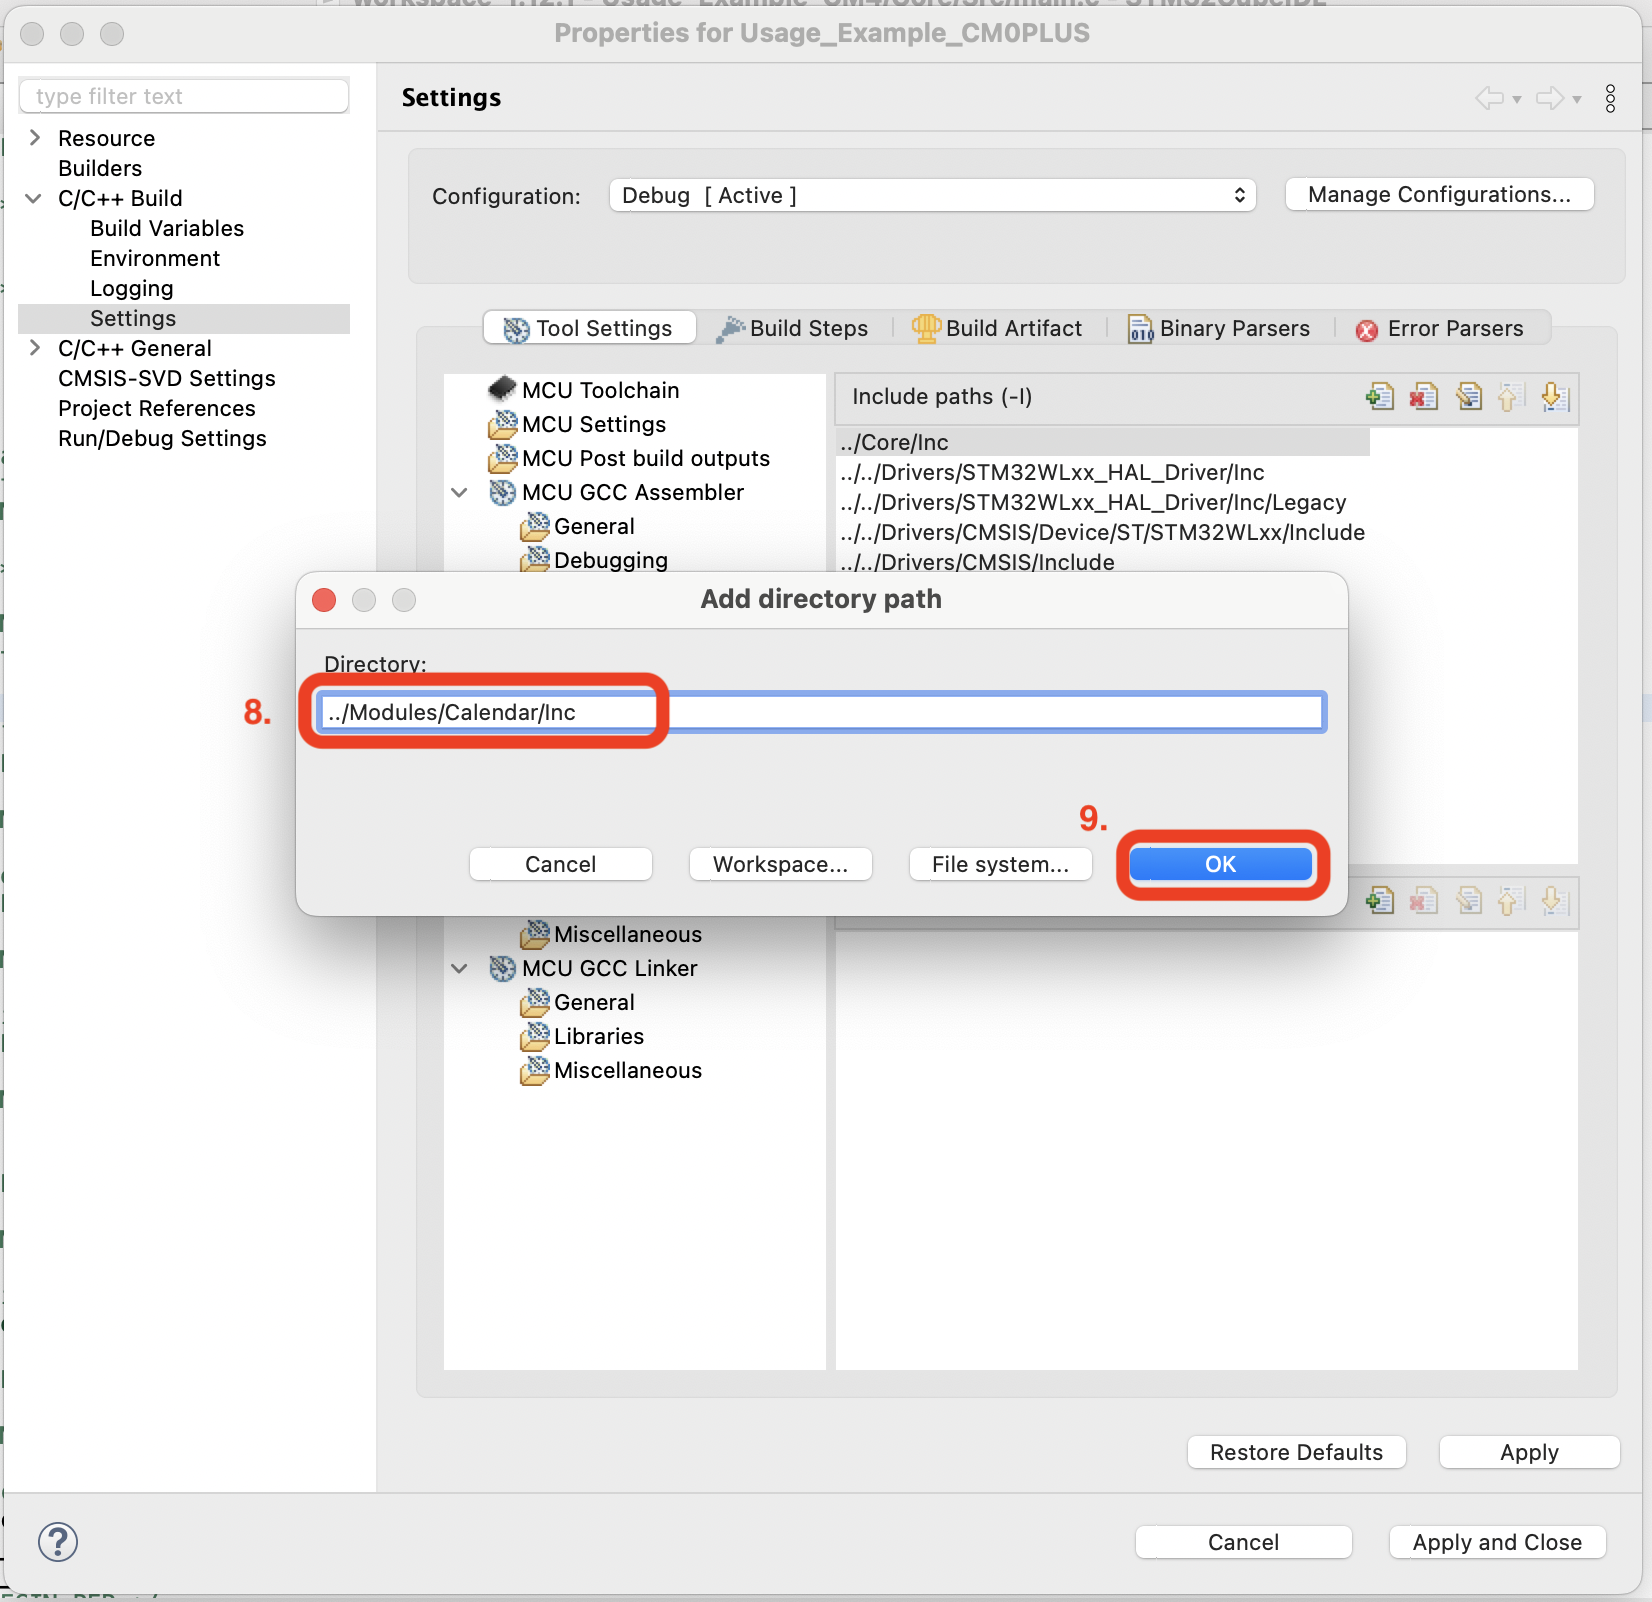 Properties for Usage_Example_CM0PLUS
type filter text
Resource
Builders
C/C++ Build
Build Variables
Environment
Logging
Settings
C/C++ General
CMSIS-SVD Settings
Project References
Run/Debug Settings
Settings
Configuration:
Debug [ Active ]
Manage Configurations...
Tool Settings
Build Steps
Build Artifact
Binary Parsers
Error Parsers
MCU Toolchain
MCU Settings
MCU Post build outputs
MCU GCC Assembler
General
Debugging
Include paths (-I)
../Core/Inc
../../Drivers/STM32WLxx_HAL_Driver/Inc
../../Drivers/STM32WLxx_HAL_Driver/Inc/Legacy
../../Drivers/CMSIS/Device/ST/STM32WLxx/Include
../../Drivers/CMSIS/Include
Add directory path
Directory:
8.
../Modules/Calendar/Inc
9.
Cancel
Workspace...
File system...
OK
Miscellaneous
MCU GCC Linker
General
Libraries
Miscellaneous
Restore Defaults
Apply
?
Cancel
Apply and Close